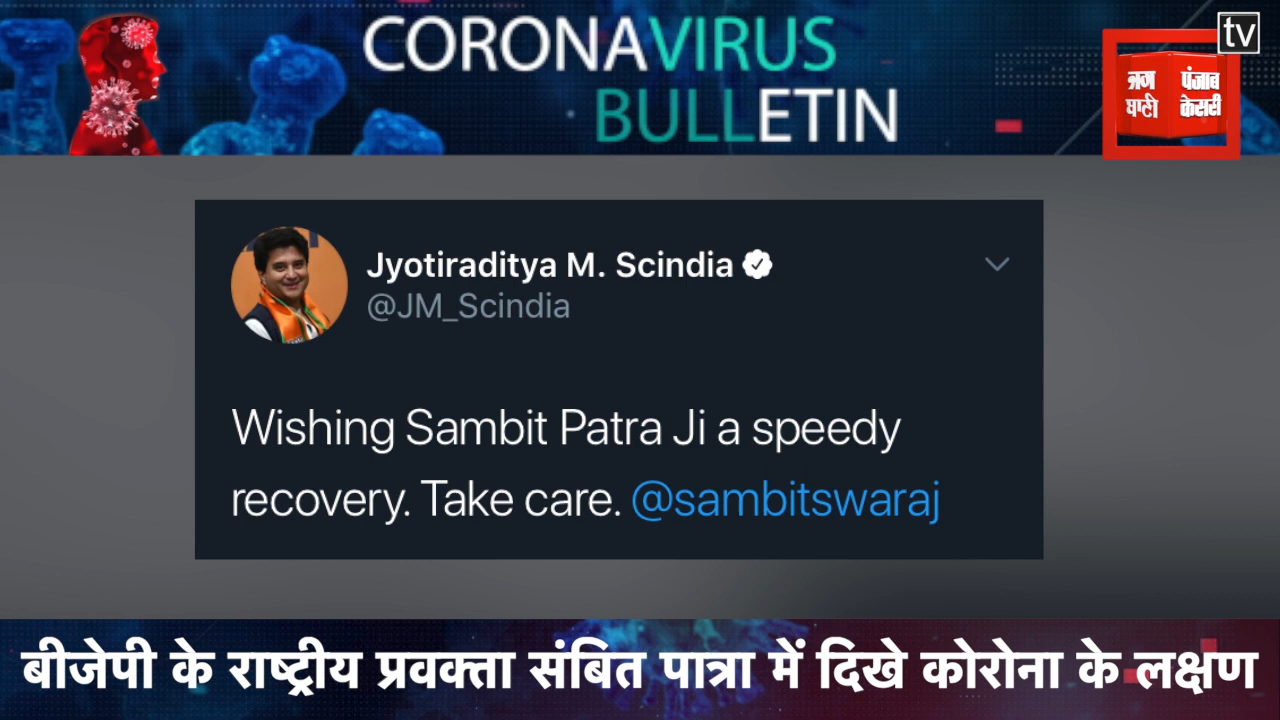 CORONAVIRUS
BULLETIN
tv
पंजाब
केसरी
Jyotiraditya M. Scindia
@JM_Scindia
Wishing Sambit Patra Ji a speedy
recovery. Take care. @sambitswaraj
बीजेपी के राष्ट्रीय प्रवक्ता संबित पात्रा में दिखे कोरोना के लक्षण